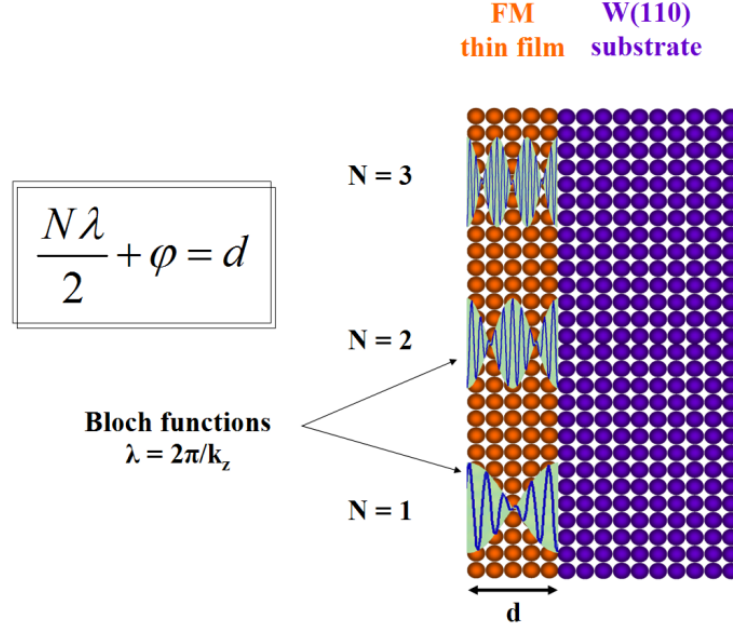 FM
thin film
W(110)
substrate
N = 3
Nλ/2 + φ = d
N = 2
Bloch functions
λ = 2π/k_z
N = 1
d